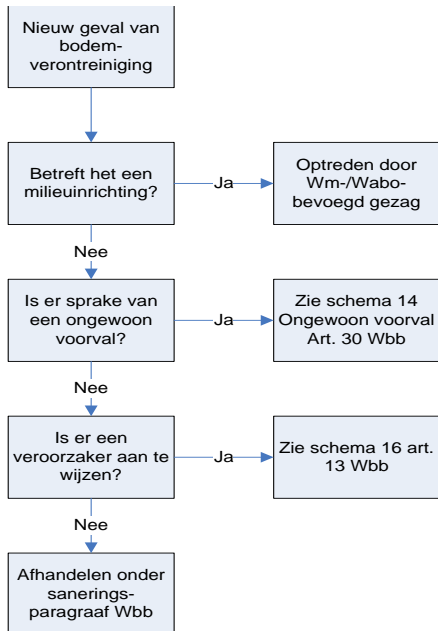 Nieuw geval van
bodem-
verontreiniging
Betreft het een
milieuinrichting?
Ja
Optreden door
Wm-/Wabo-
bevoegd gezag
Nee
Is er sprake van
een ongewoon
voorval?
Ja
Zie schema 14
Ongewoon voorval
Art. 30 Wbb
Nee
Is er een
veroorzaker aan te
wijzen?
Ja
Zie schema 16 art.
13 Wbb
Nee
Afhandelen onder
sanerings-
paragraaf Wbb